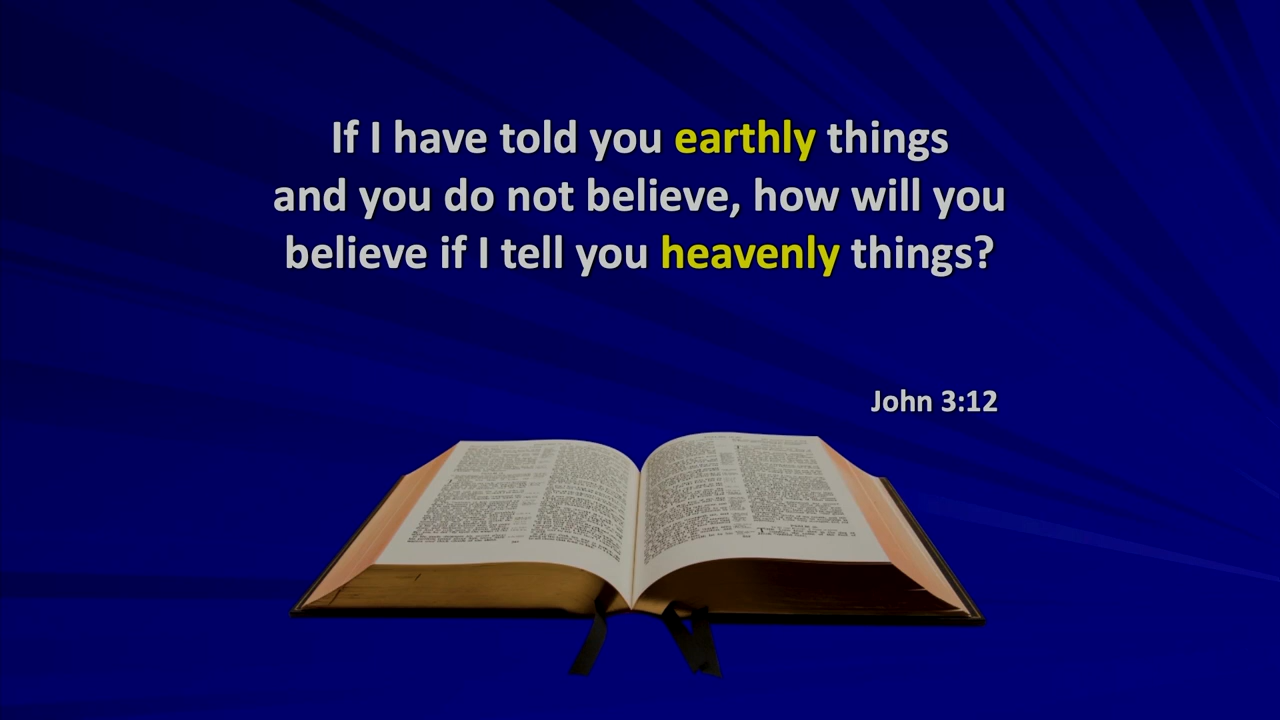 If I have told you earthly things
and you do not believe, how will you
believe if I tell you heavenly things?
John 3:12